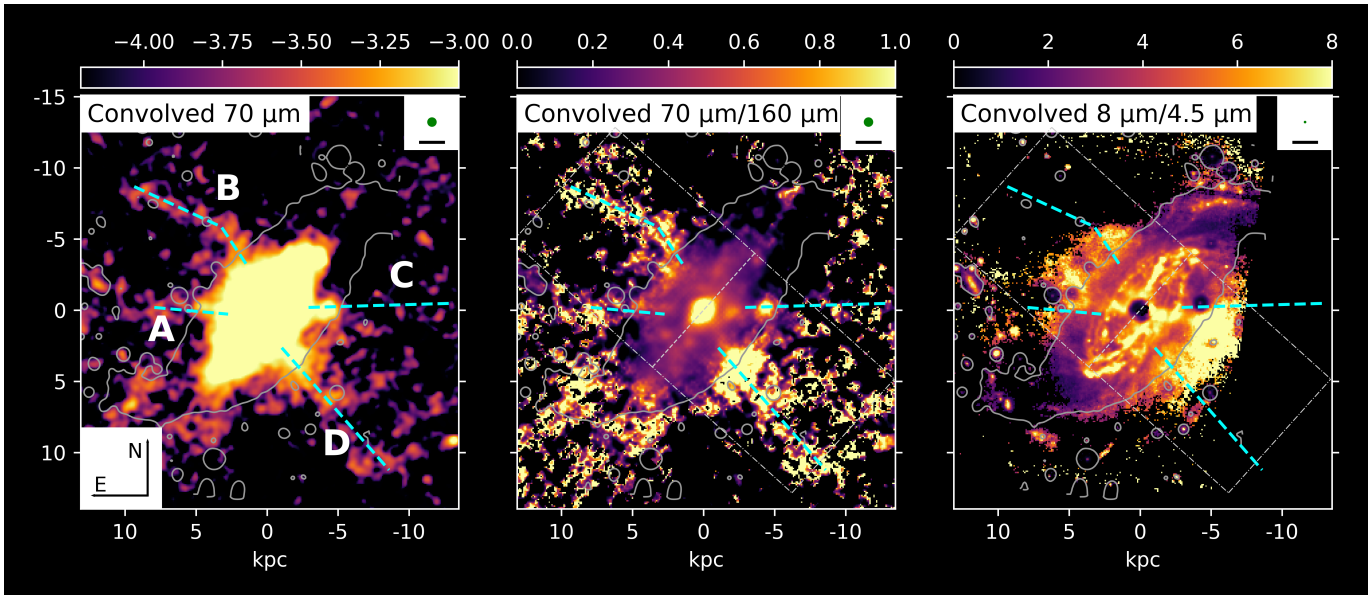 −4.00 −3.75 −3.50 −3.25 −3.00 0.0 0.2 0.4 0.6 0.8 1.0 0 2 4 6 8
Convolved 70 µm Convolved 70 µm/160 µm Convolved 8 µm/4.5 µm
-15
-10
-5
0
5
10
B
C
A
D
N
E
10 5 0 -5 -10 10 5 0 -5 -10 10 5 0 -5 -10
kpc kpc kpc